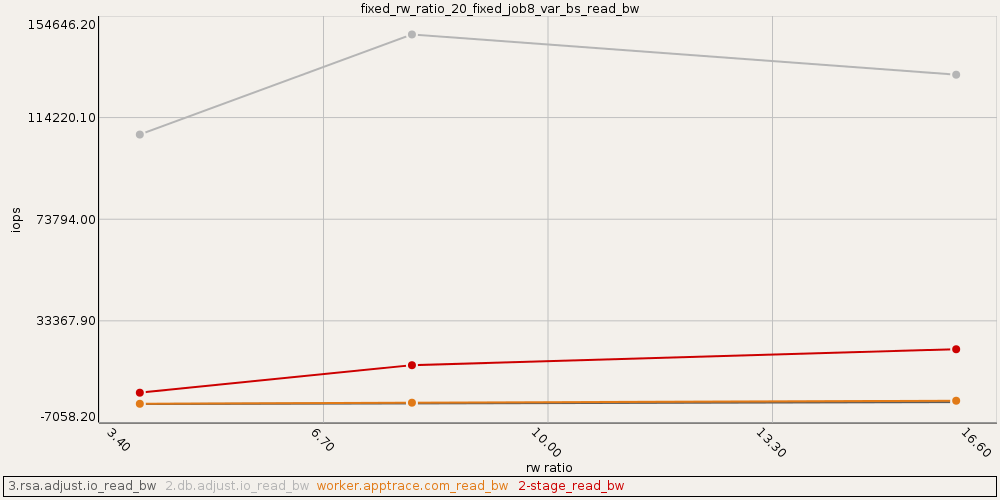 fixed_rw_ratio_20_fixed_job8_var_bs_read_bw
154646.20
114220.10
73794.00
33367.90
-7058.20
iops
3.40
6.70
10.00
13.30
16.60
rw ratio
3.rsa.adjust.io_read_bw 2.db.adjust.io_read_bw worker.apptrace.com_read_bw 2-stage_read_bw